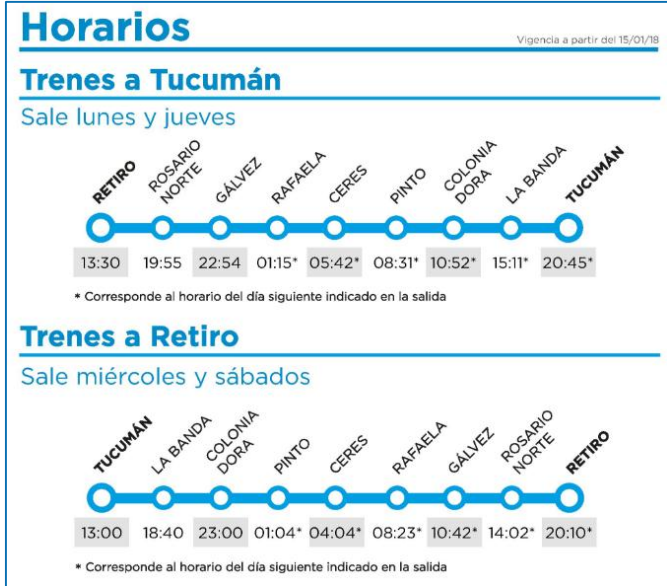 Horarios
Vigencia a partir del 15/01/18
Trenes a Tucumán
Sale lunes y jueves
RETIRO ROSARIO NORTE GÁLVEZ RAFAELA CERES PINTO COLONIA DORA LA BANDA TUCUMÁN
13:30 19:55 22:54 01:15* 05:42* 08:31* 10:52* 15:11* 20:45*
* Corresponde al horario del día siguiente indicado en la salida
Trenes a Retiro
Sale miércoles y sábados
TUCUMÁN LA BANDA COLONIA DORA PINTO CERES RAFAELA GÁLVEZ ROSARIO NORTE RETIRO
13:00 18:40 23:00 01:04* 04:04* 08:23* 10:42* 14:02* 20:10*
* Corresponde al horario del día siguiente indicado en la salida